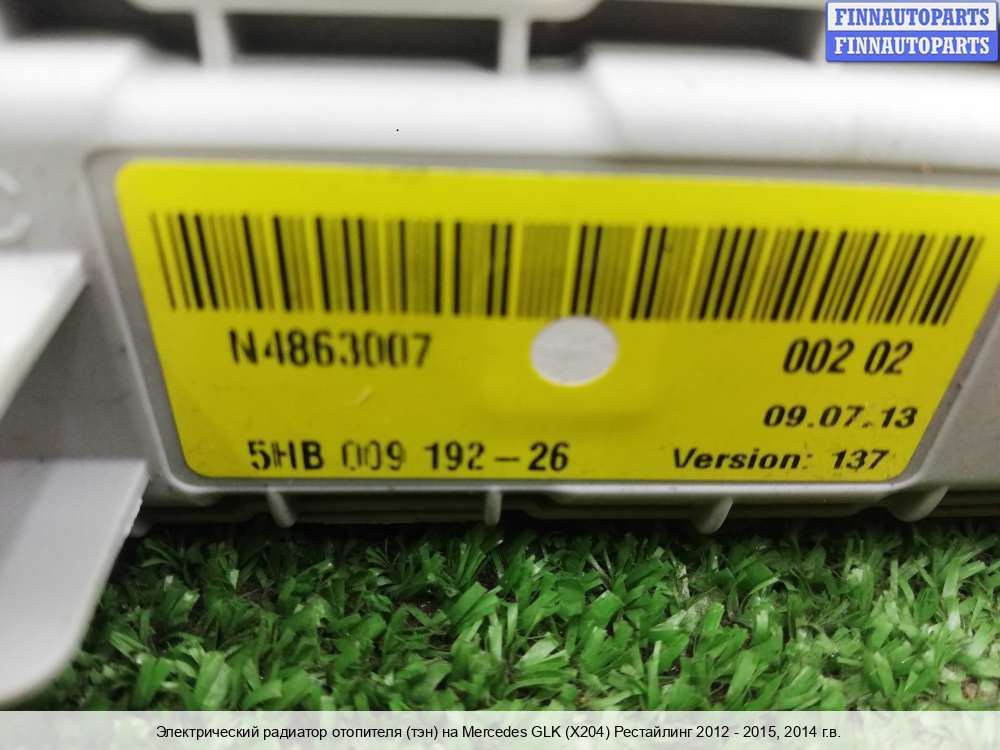 FINNAUTOPARTS
FINNAUTOPARTS
N4863007
002 02
09.07.13
5HB 009 192-26
Version: 137
Электрический радиатор отопителя (тэн) на Mercedes GLK (X204) Рестайлинг 2012 - 2015, 2014 г.в.